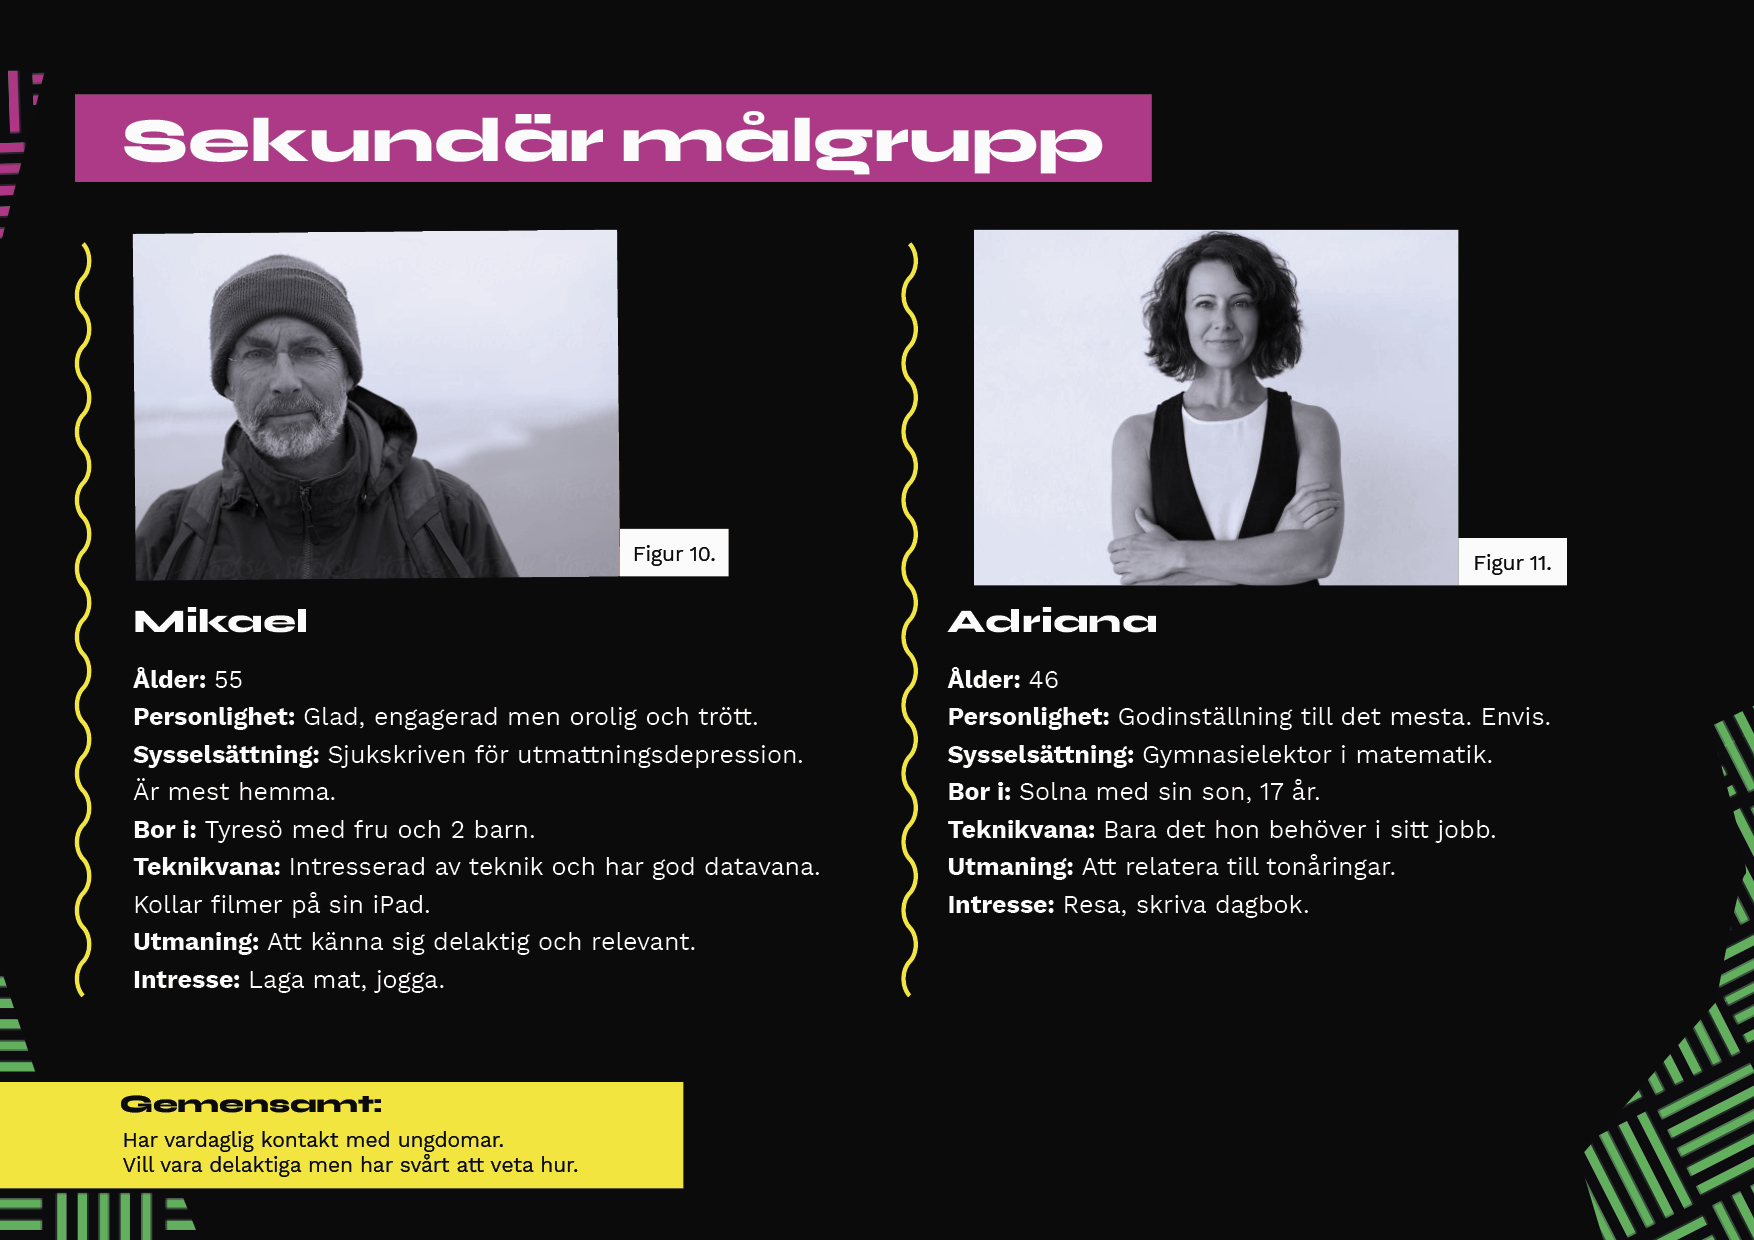 Sekundär målgrupp
Figur 10.
Mikael
Ålder: 55
Personlighet: Glad, engagerad men orolig och trött.
Sysselsättning: Sjukskriven för utmattningsdepression.
Är mest hemma.
Bor i: Tyresö med fru och 2 barn.
Teknikvana: Intresserad av teknik och har god datavana.
Kollar filmer på sin iPad.
Utmaning: Att känna sig delaktig och relevant.
Intresse: Laga mat, jogga.
Figur 11.
Adriana
Ålder: 46
Personlighet: Godinställning till det mesta. Envis.
Sysselsättning: Gymnasielektor i matematik.
Bor i: Solna med sin son, 17 år.
Teknikvana: Bara det hon behöver i sitt jobb.
Utmaning: Att relatera till tonåringar.
Intresse: Resa, skriva dagbok.
Gemensamt:
Har vardaglig kontakt med ungdomar.
Vill vara delaktiga men har svårt att veta hur.